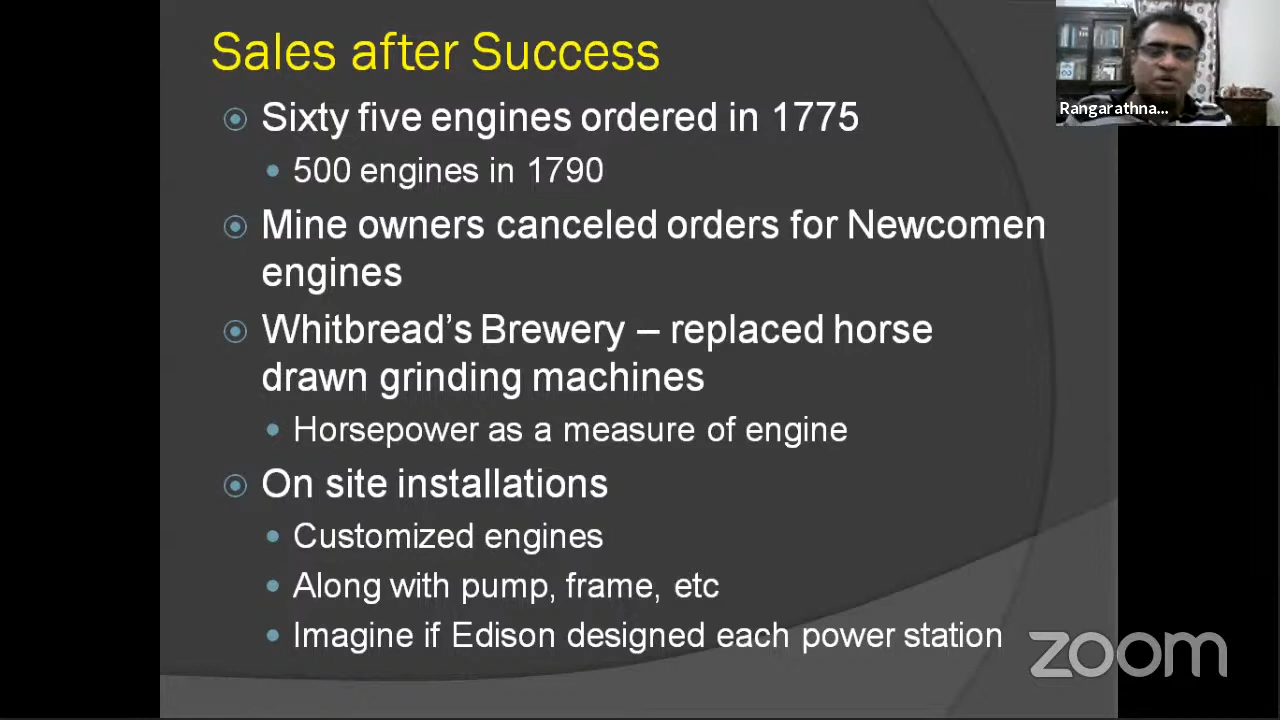 Sales after Success
Sixty five engines ordered in 1775
500 engines in 1790
Mine owners canceled orders for Newcomen
engines
Whitbread's Brewery – replaced horse
drawn grinding machines
Horsepower as a measure of engine
On site installations
Customized engines
Along with pump, frame, etc
Imagine if Edison designed each power station
Rangarathna...
zoom